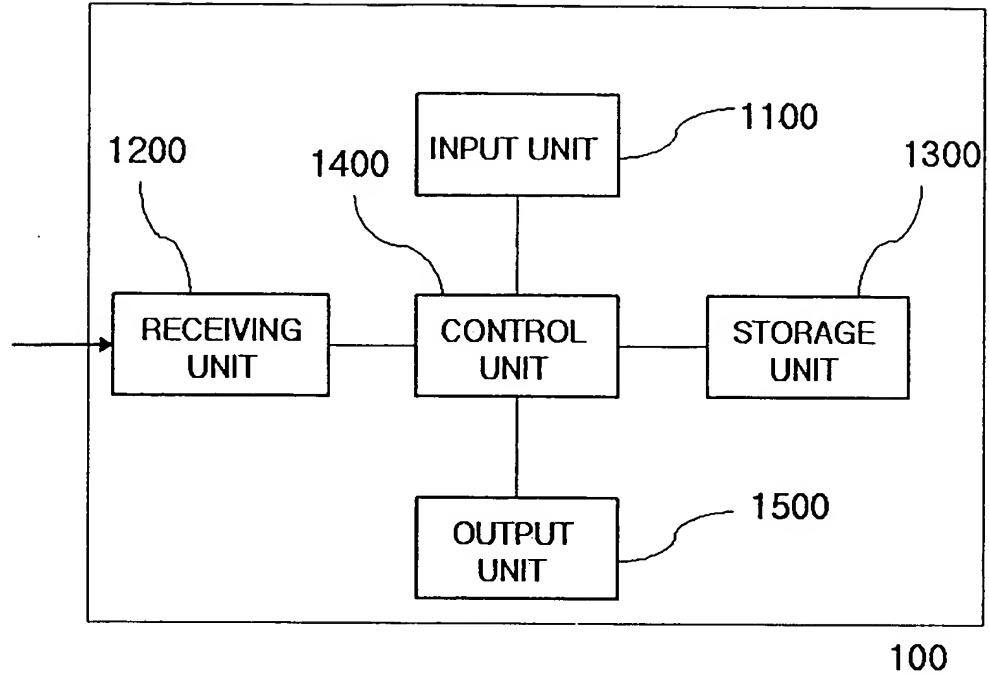 1100
INPUT UNIT
1200
1400
1300
RECEIVING
UNIT
CONTROL
UNIT
STORAGE
UNIT
1500
OUTPUT
UNIT
100